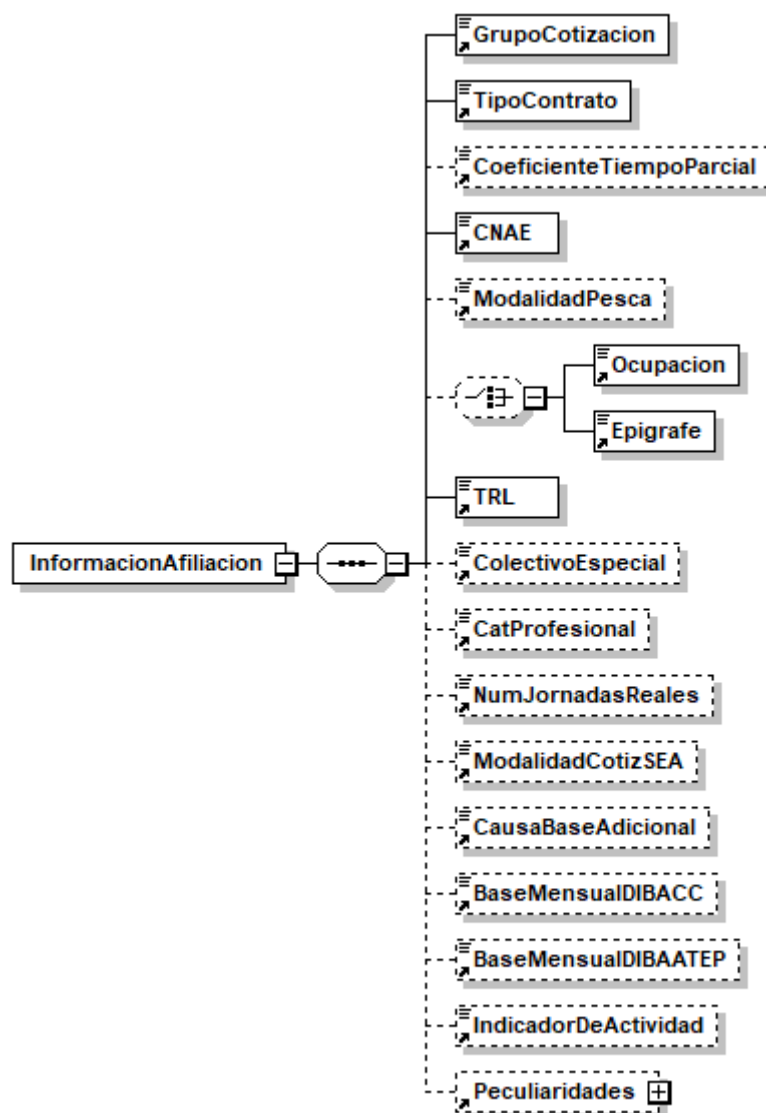 GrupoCotizacion
TipoContrato
CoeficienteTiempoParcial
CNAE
ModalidadPesca
Ocupacion
Epigrafe
TRL
InformacionAfiliacion
ColectivoEspecial
CatProfesional
NumJornadasReales
ModalidadCotizSEA
CausaBaseAdicional
BaseMensualDIBACC
BaseMensualDIBAATEP
IndicadorDeActividad
Peculiaridades